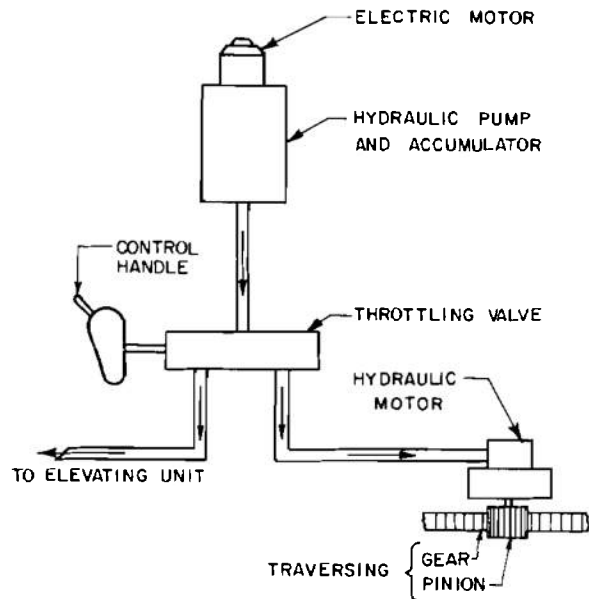 ELECTRIC MOTOR
HYDRAULIC PUMP
AND ACCUMULATOR
CONTROL
HANDLE
THROTTLING VALVE
HYDRAULIC
MOTOR
TO ELEVATING UNIT
TRAVERSING { GEAR
PINION